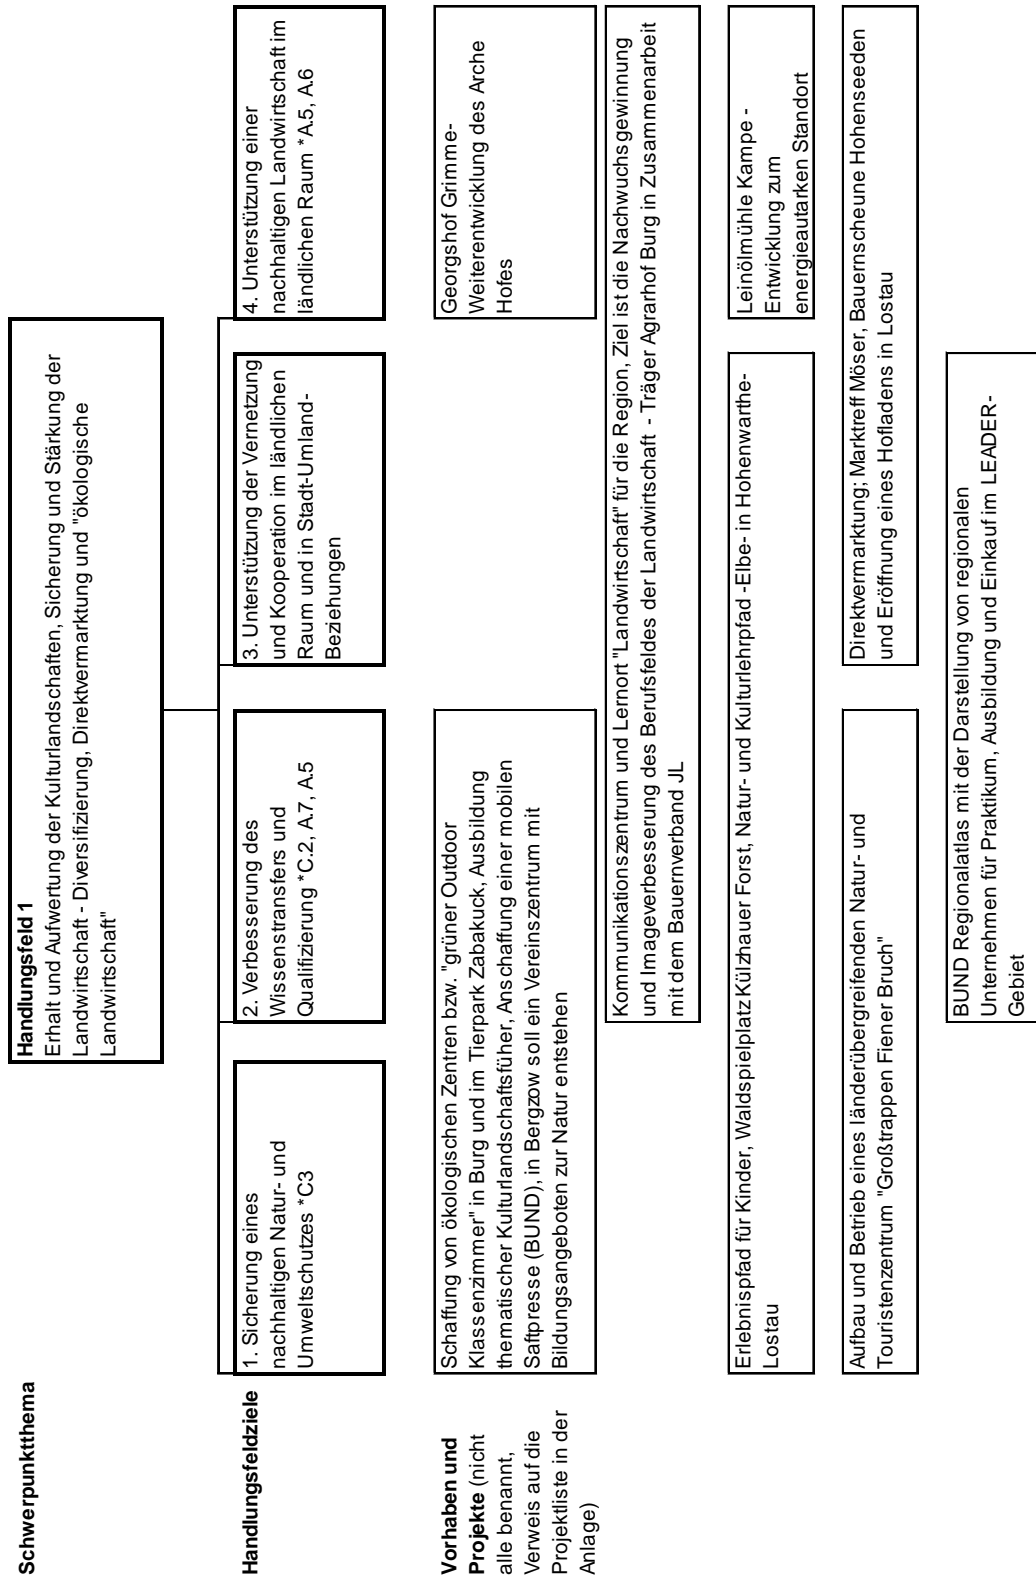 Schwerpunktthema
Handlungsfeld 1
Erhalt und Aufwertung der Kulturlandschaften, Sicherung und Stärkung der
Landwirtschaft - Diversifizierung, Direktvermarktung und "ökologische
Landwirtschaft"
Handlungsfeldziele
1. Sicherung eines
nachhaltigen Natur- und
Umweltschutzes *C3
2. Verbesserung des
Wissenstransfers und
Qualifizierung *C.2, A.7, A.5
3. Unterstützung der Vernetzung
und Kooperation im ländlichen
Raum und in Stadt-Umland-
Beziehungen
4. Unterstützung einer
nachhaltigen Landwirtschaft im
ländlichen Raum *A.5, A.6
Vorhaben und
Projekte (nicht
alle benannt,
Verweis auf die
Projektliste in der
Anlage)
Schaffung von ökologischen Zentren bzw. "grüner Outdoor
Klassenzimmer" in Burg und im Tierpark Zabakuck, Ausbildung
thematischer Kulturlandschaftsfüher, Anschaffung einer mobilen
Saftpresse (BUND), in Bergzow soll ein Vereinszentrum mit
Bildungsangeboten zur Natur entstehen
Georgshof Grimme-
Weiterentwicklung des Arche
Hofes
Kommunikationszentrum und Lernort "Landwirtschaft" für die Region, Ziel ist die Nachwuchsgewinnung
und Imageverbesserung des Berufsfeldes der Landwirtschaft - Träger Agrarhof Burg in Zusammenarbeit
mit dem Bauernverband JL
Erlebnispfad für Kinder, Waldspielplatz Külzhauer Forst, Natur- und Kulturlehrpfad -Elbe- in Hohenwarthe-
Lostau
Leinölmühle Kampe -
Entwicklung zum
energieautarken Standort
Aufbau und Betrieb eines länderübergreifenden Natur- und
Touristenzentrum "Großtrappen Fiener Bruch"
Direktvermarktung; Marktreff Möser, Bauernscheune Hohenseeden
und Eröffnung eines Hofladens in Lostau
BUND Regionalatlas mit der Darstellung von regionalen
Unternehmen für Praktikum, Ausbildung und Einkauf im LEADER-
Gebiet